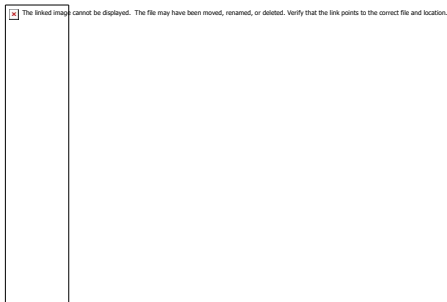 The linked image cannot be displayed. The file may have been moved, renamed, or deleted. Verify that the link points to the correct file and location.